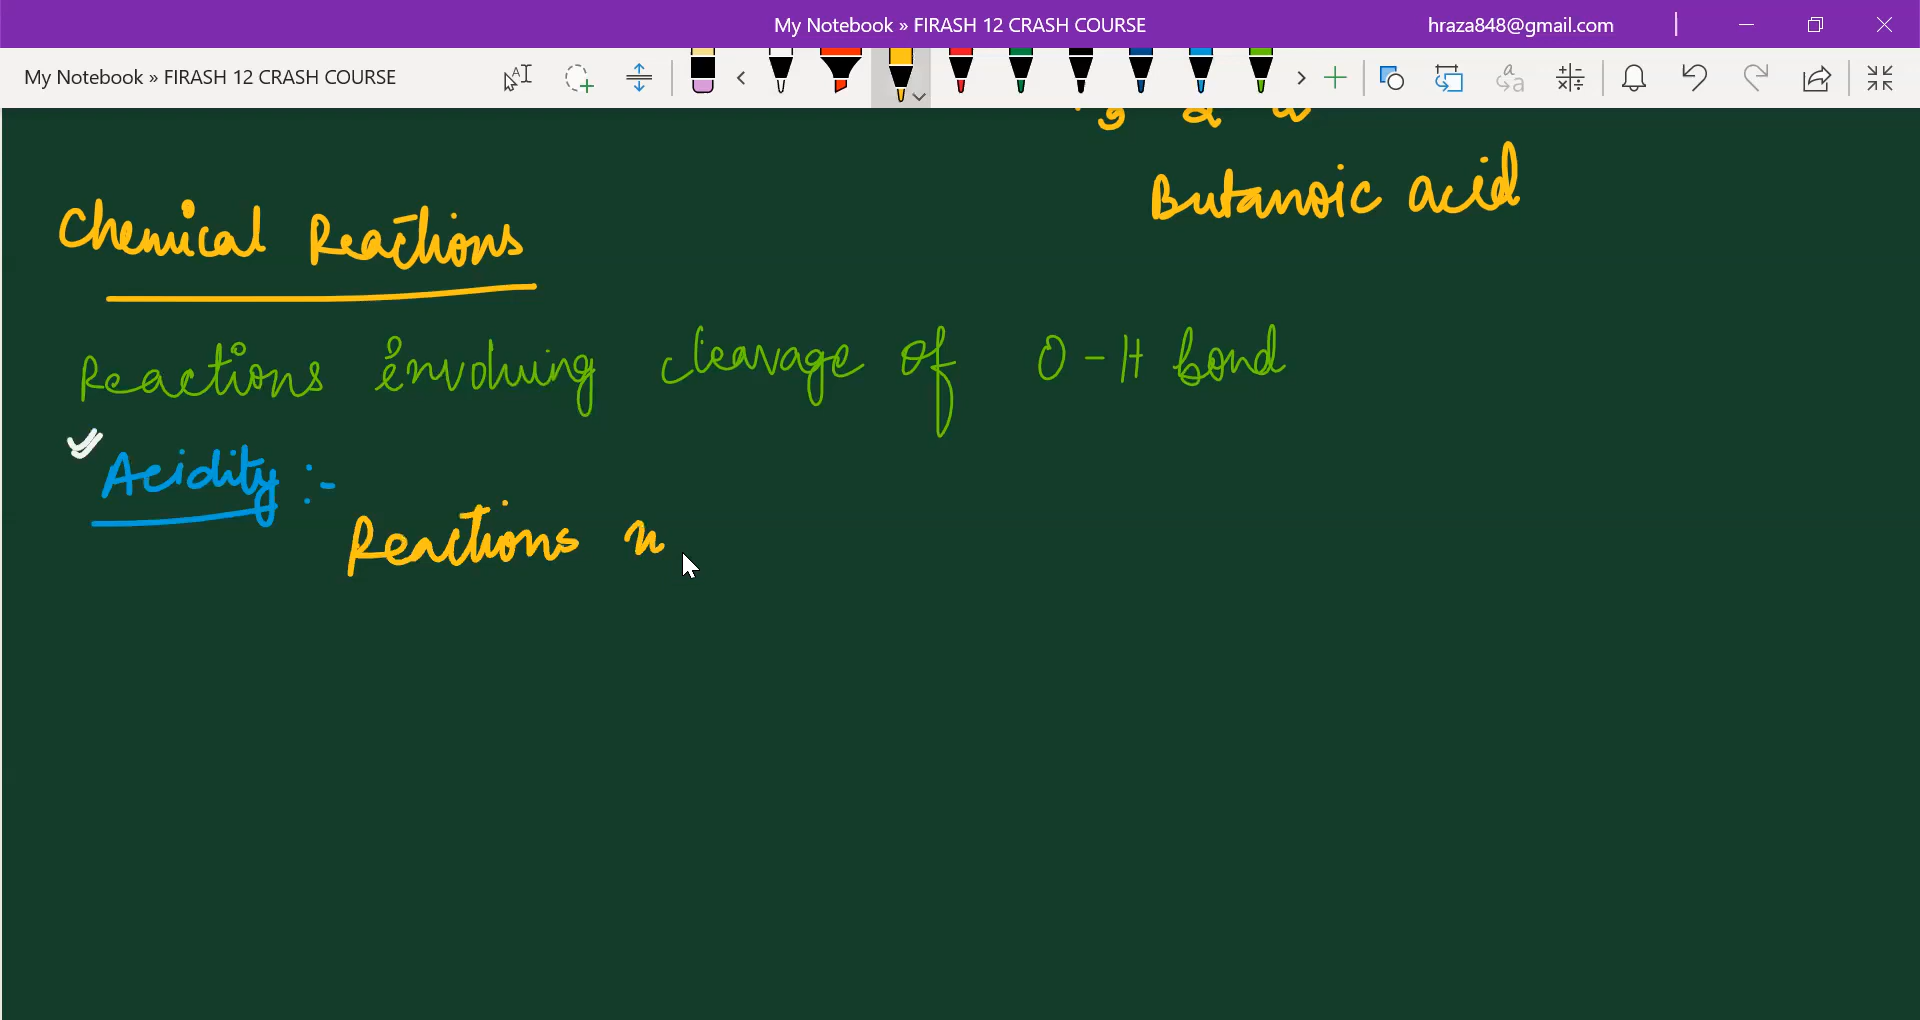 My Notebook » FIRASH 12 CRASH COURSE
hraza848@gmail.com
My Notebook » FIRASH 12 CRASH COURSE
Butanoic acid
Chemical Reactions
Reactions involving cleavage of O-H bond
Acidity :-
Reactions